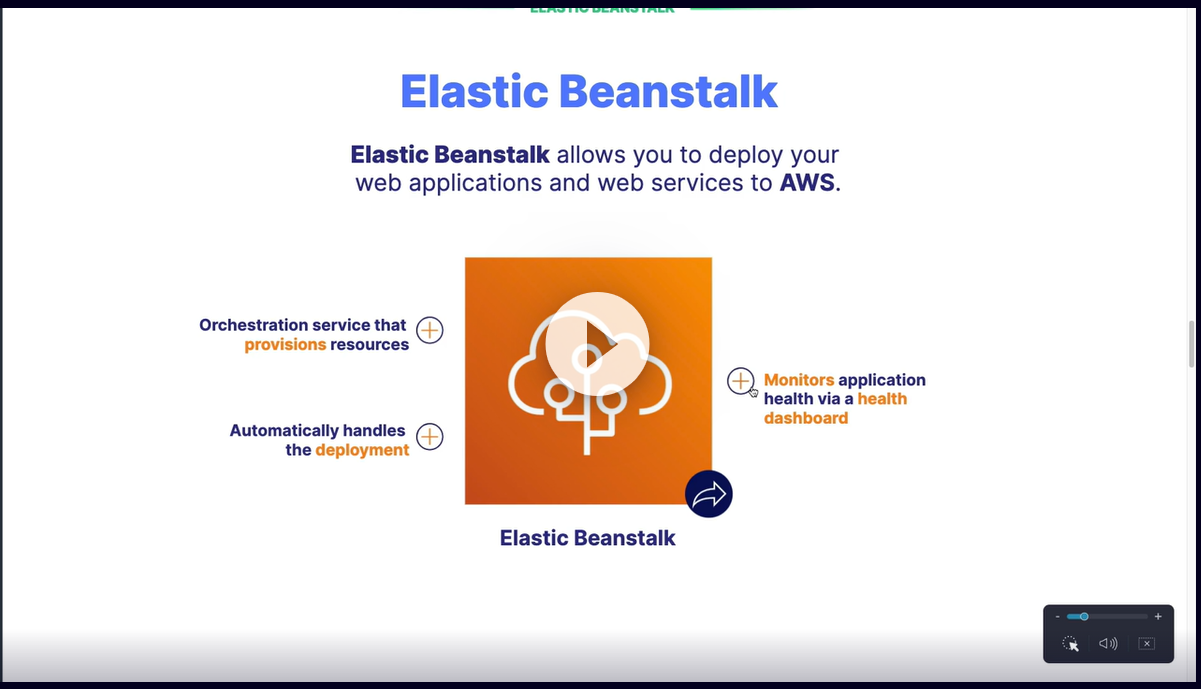 ELASTIC BEANSTALK
Elastic Beanstalk
Elastic Beanstalk allows you to deploy your
web applications and web services to AWS.
Orchestration service that
provisions resources
Automatically handles
the deployment
Monitors application
health via a health
dashboard
Elastic Beanstalk